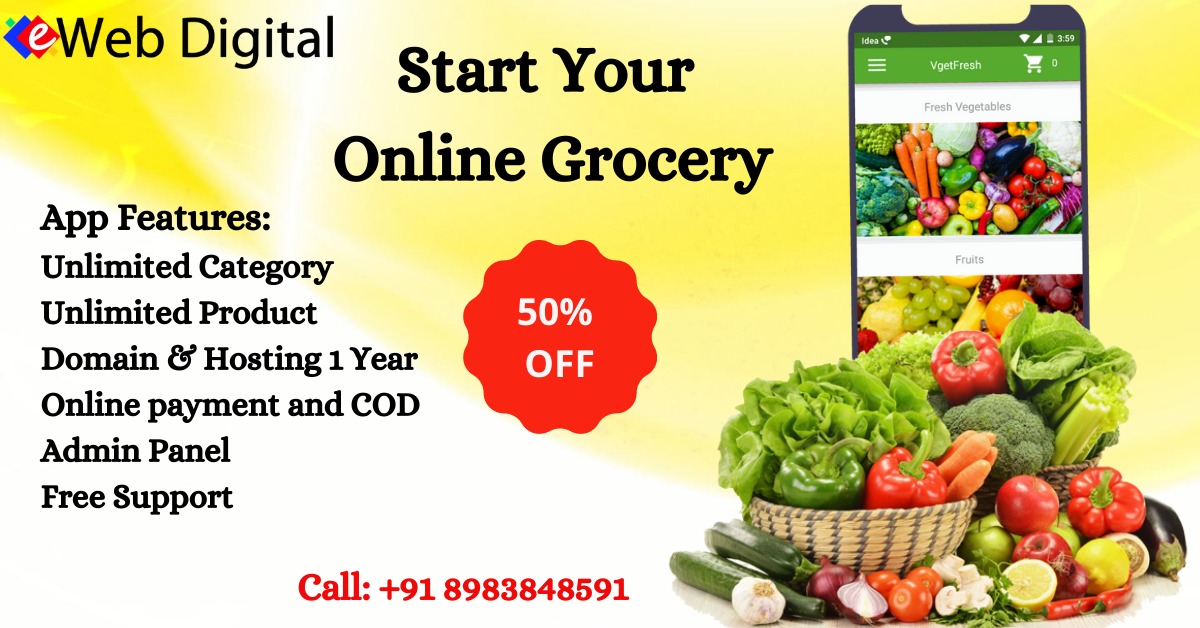 eWeb Digital
Start Your
Online Grocery
App Features:
Unlimited Category
Unlimited Product
Domain & Hosting 1 Year
Online payment and COD
Admin Panel
Free Support
50%
OFF
Call: +91 8983848591
Idea
3:59
VgetFresh
0
Fresh Vegetables
Fruits